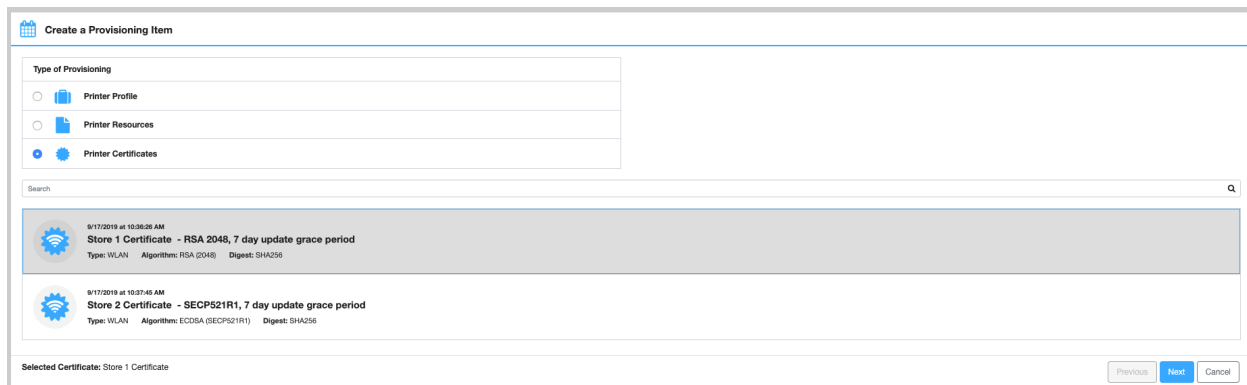 Create a Provisioning Item
Type of Provisioning
Printer Profile
Printer Resources
Printer Certificates
Search
9/17/2019 at 10:36:26 AM
Store 1 Certificate - RSA 2048, 7 day update grace period
Type: WLAN Algorithm: RSA (2048) Digest: SHA256
9/17/2019 at 10:37:45 AM
Store 2 Certificate - SECP521R1, 7 day update grace period
Type: WLAN Algorithm: ECDSA (SECP521R1) Digest: SHA256
Selected Certificate: Store 1 Certificate
Previous Next Cancel